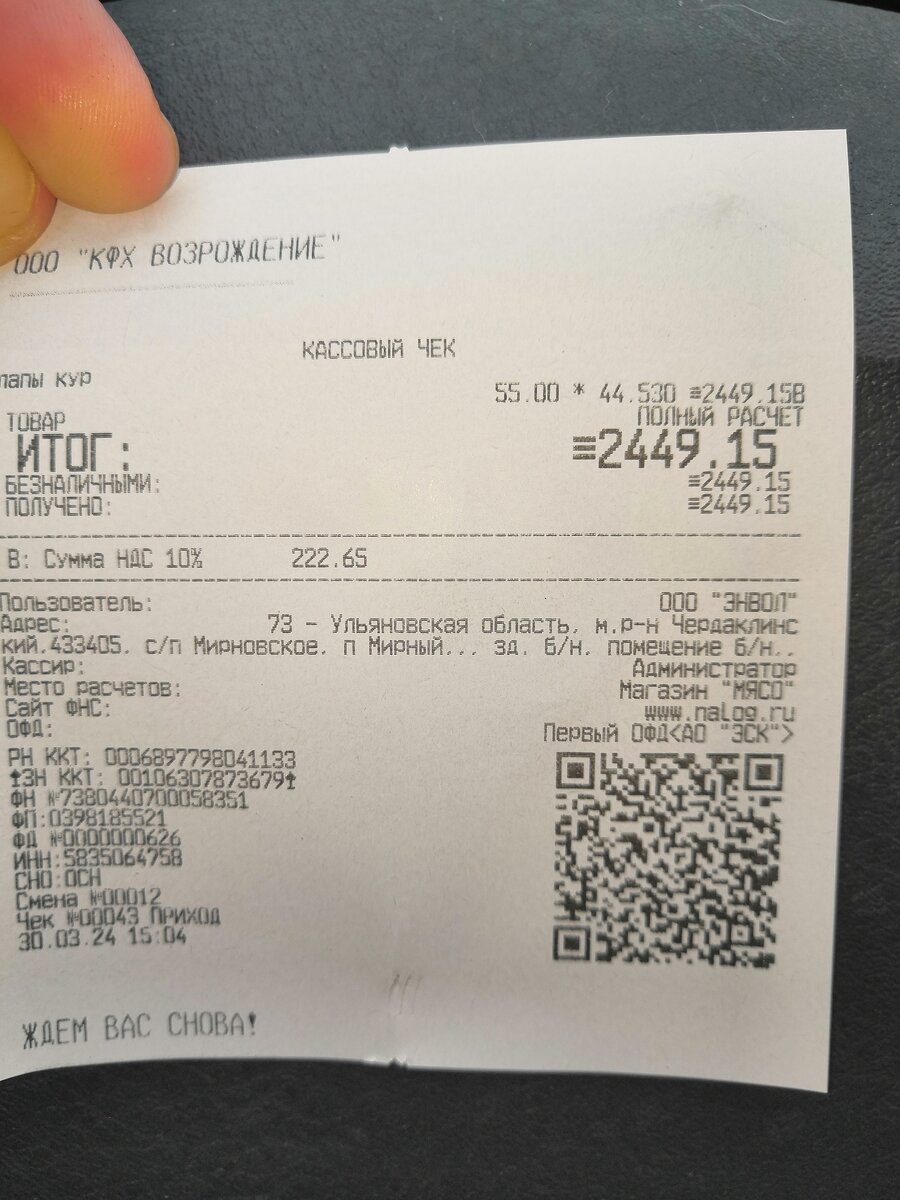 ООО "КФХ ВОЗРОЖДЕНИЕ"
КАССОВЫЙ ЧЕК
лапы кур
55.00 * 44.530 ≡2449.15В
ТОВАР ПОЛНЫЙ РАСЧЕТ
ИТОГ: ≡2449.15
БЕЗНАЛИЧНЫМИ: ≡2449.15
ПОЛУЧЕНО: ≡2449.15
В: Сумма НДС 10% 222.65
Пользователь: ООО "ЭНВОЛ"
Адрес: 73 - Ульяновская область, м.р-н Чердаклинс
кий,433405, с/п Мирновское, п Мирный,,, зд. б/н, помещение б/н,,
Кассир: Администратор
Место расчетов: Магазин "МЯСО"
Сайт ФНС: www.nalog.ru
ОФД: Первый ОФД<АО "ЭСК">
РН ККТ: 0006897798041133
↑ЗН ККТ: 00106307873679↑
ФН №7380440700058351
ФП:0398185521
ФД №0000000626
ИНН:5835064758
СНО:ОСН
Смена №00012
Чек №00043 ПРИХОД
30.03.24 15:04
ЖДЕМ ВАС СНОВА!